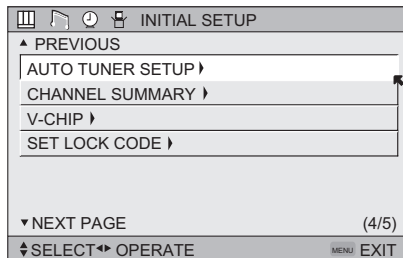 INITIAL SETUP
PREVIOUS
AUTO TUNER SETUP
CHANNEL SUMMARY
V-CHIP
SET LOCK CODE
NEXT PAGE (4/5)
SELECT OPERATE MENU EXIT